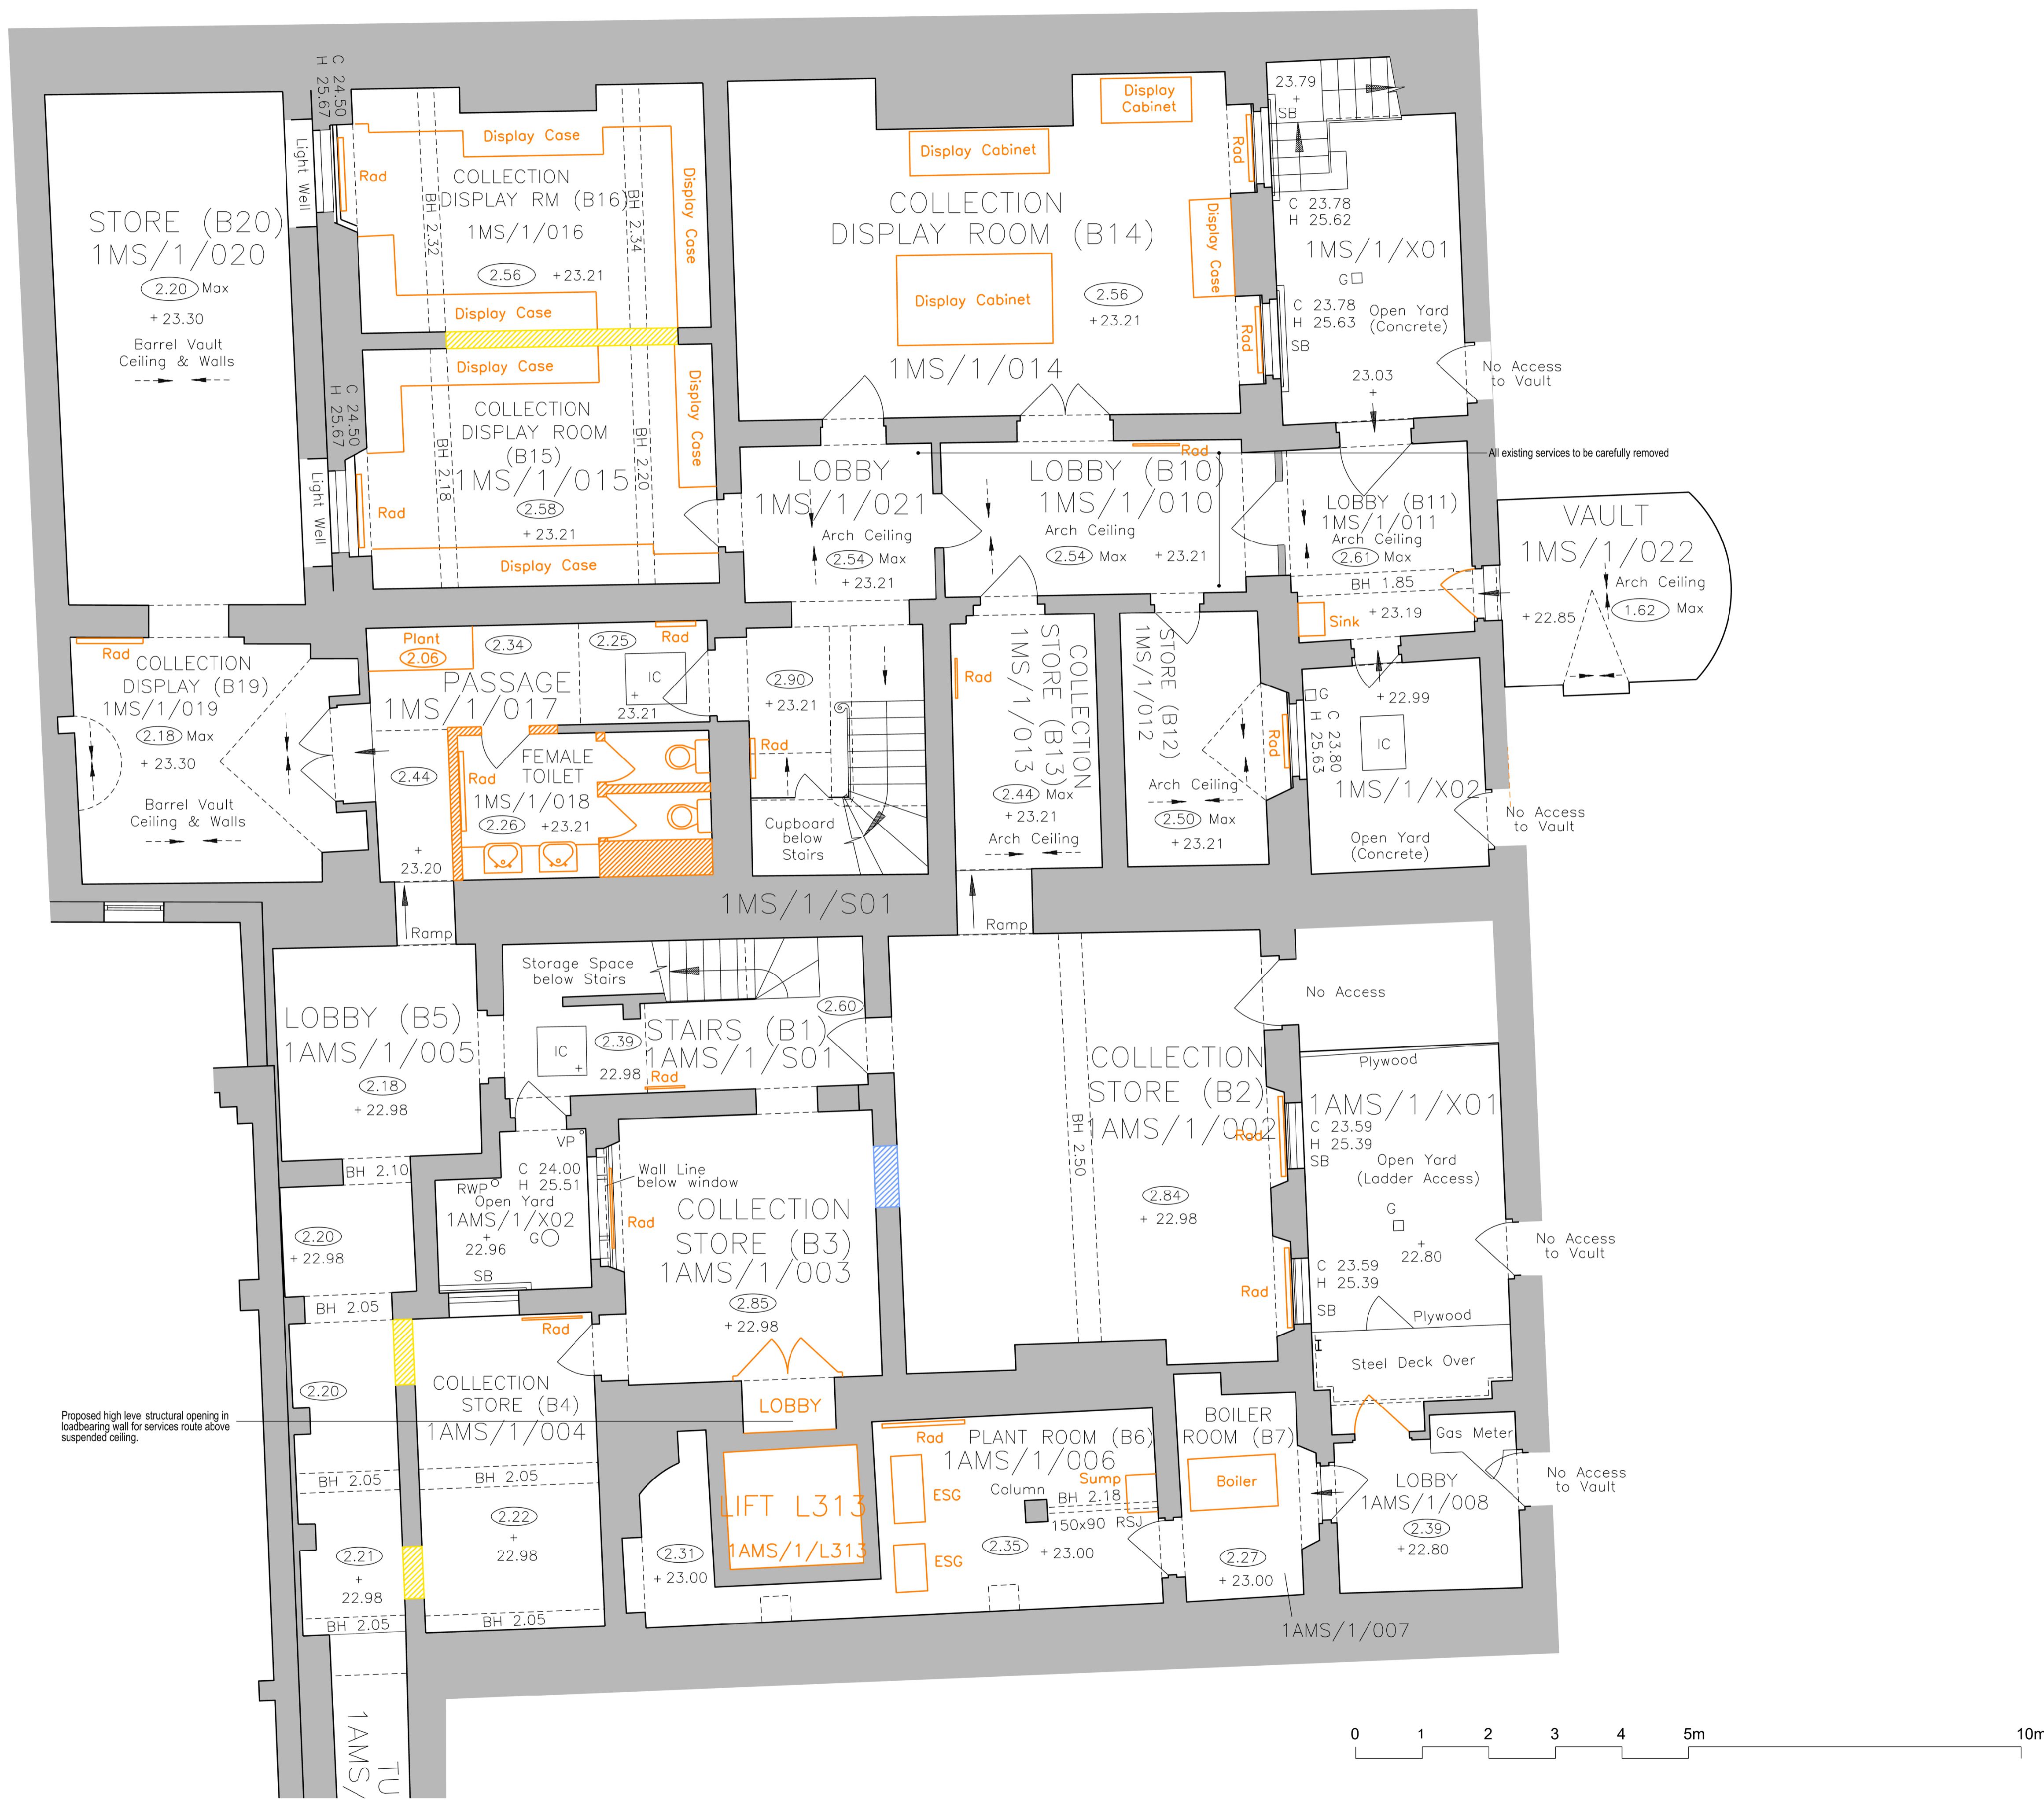 C 24.50
H 25.67
Light Well
STORE (B20)
1MS/1/020
2.20 Max
+ 23.30
Barrel Vault
Ceiling & Walls
Rad
Display Case
COLLECTION
DISPLAY RM (B16)
1MS/1/016
2.56 +23.21
BH 2.32
BH 2.34
Display Case
Display Case
Display Case
Display Case
COLLECTION
DISPLAY ROOM
(B15)
1MS/1/015
2.58
+ 23.21
BH 2.18
BH 2.20
Display Case
Rad
C 24.50
H 25.67
Light Well
Display Case
Display
Cabinet
Display Cabinet
COLLECTION
DISPLAY ROOM (B14)
Display Cabinet
2.56
+23.21
1MS/1/014
Display Case
Rad
Rad
23.79
+
SB
C 23.78
H 25.62
1MS/1/X01
G
C 23.78
H 25.63
Open Yard
(Concrete)
SB
23.03
+
No Access
to Vault
All existing services to be carefully removed
LOBBY
1MS/1/021
Arch Ceiling
2.54 Max
+ 23.21
Rad
LOBBY (B10)
1MS/1/010
Arch Ceiling
2.54 Max
+23.21
LOBBY (B11)
1MS/1/011
Arch Ceiling
2.61 Max
BH 1.85
+23.19
Sink
VAULT
1MS/1/022
Arch Ceiling
1.62 Max
+ 22.85
Rad
COLLECTION
DISPLAY (B19)
1MS/1/019
2.18 Max
+ 23.30
Barrel Vault
Ceiling & Walls
Plant
2.06
2.34
2.25
Rad
IC
+
23.21
PASSAGE
1MS/1/017
2.44
+
23.20
FEMALE
TOILET
Rad
1MS/1/018
2.26 +23.21
2.90
+23.21
Rad
Cupboard
below
Stairs
Rad
COLLECTION
STORE (B13)
1MS/1/013
2.44 Max
+23.21
Arch Ceiling
STORE (B12)
1MS/1/012
Arch Ceiling
2.50 Max
+ 23.21
Rad
G
C 23.80
H 25.63
+ 22.99
IC
1MS/1/X02
Open Yard
(Concrete)
No Access
to Vault
1MS/1/S01
Ramp
Ramp
Storage Space
below Stairs
LOBBY (B5)
1AMS/1/005
2.18
+ 22.98
2.60
STAIRS (B1)
1AMS/1/S01
IC
+
2.39
22.98
Rad
No Access
COLLECTION
STORE (B2)
1AMS/1/002
Rad
BH 2.50
2.84
+ 22.98
Rad
Plywood
1AMS/1/X01
C 23.59
H 25.39
SB
Open Yard
(Ladder Access)
G
+
22.80
C 23.59
H 25.39
SB
Plywood
Steel Deck Over
No Access
to Vault
BH 2.10
VP
C 24.00
H 25.51
RWP
Open Yard
1AMS/1/X02
+
22.96
G
SB
Wall Line
below window
Rad
COLLECTION
STORE (B3)
1AMS/1/003
2.85
+ 22.98
2.20
+ 22.98
BH 2.05
Rad
2.20
COLLECTION
STORE (B4)
1AMS/1/004
LOBBY
Proposed high level structural opening in
loadbearing wall for services route above
suspended ceiling.
BH 2.05
BH 2.05
2.22
+
22.98
2.21
+
22.98
BH 2.05
BH 2.05
LIFT L313
1AMS/1/L313
2.31
+ 23.00
Rad
PLANT ROOM (B6)
1AMS/1/006
Sump
Column
BH 2.18
150x90 RSJ
ESG
ESG
2.35
+ 23.00
BOILER
ROOM (B7)
Boiler
2.27
+ 23.00
1AMS/1/007
Gas Meter
LOBBY
1AMS/1/008
2.39
+22.80
No Access
to Vault
TU
1AMS/
0 1 2 3 4 5m 10m